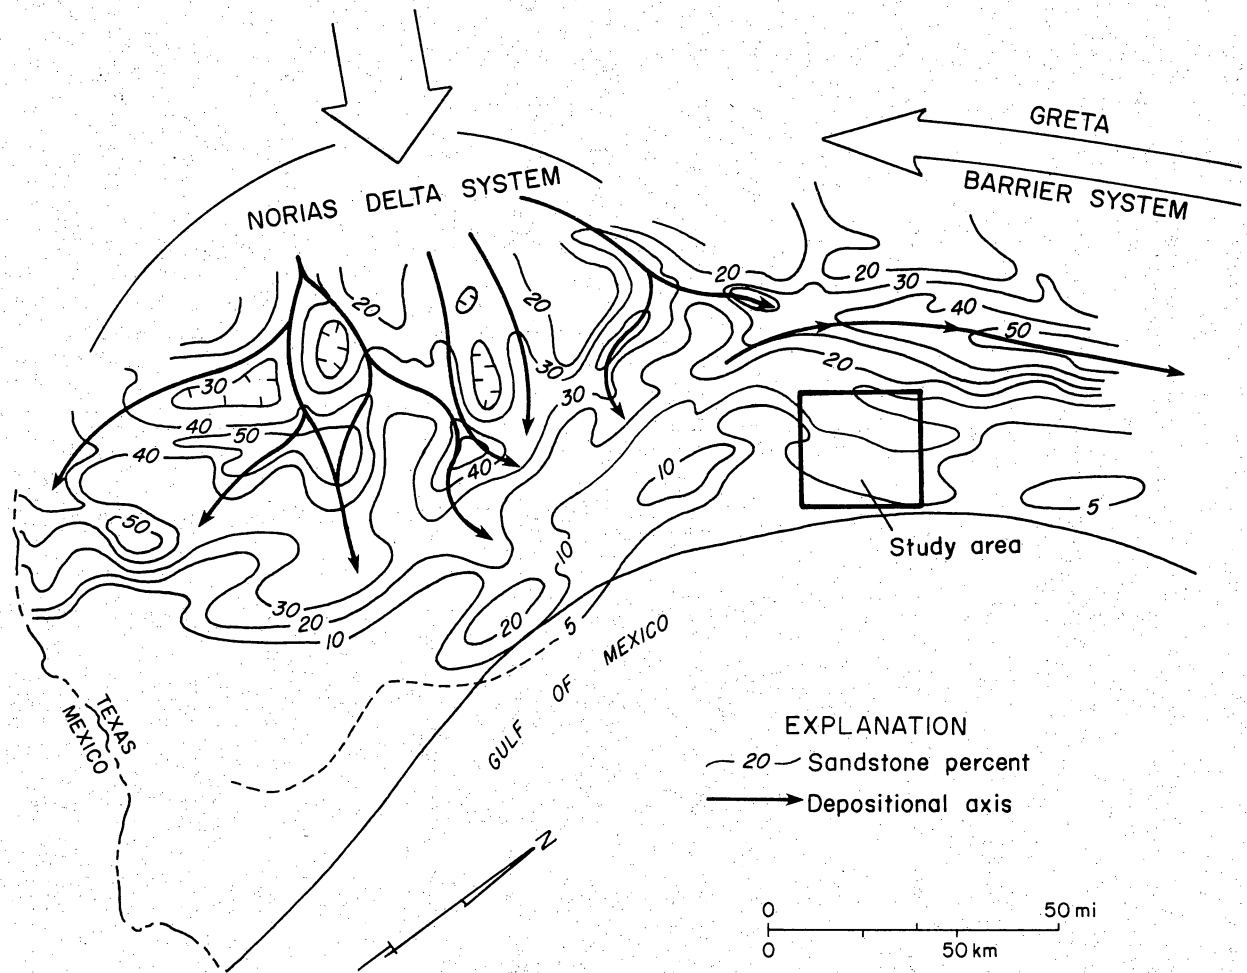 GRETA
BARRIER SYSTEM
NORIAS DELTA SYSTEM
20
20
20
30
20
20
40
50
30
20
30
30
40
50
40
40
10
50
5
10
Study area
30
20
20
10
5
GULF OF MEXICO
TEXAS
MEXICO
EXPLANATION
20 Sandstone percent
Depositional axis
N
0 50 mi
0 50 km